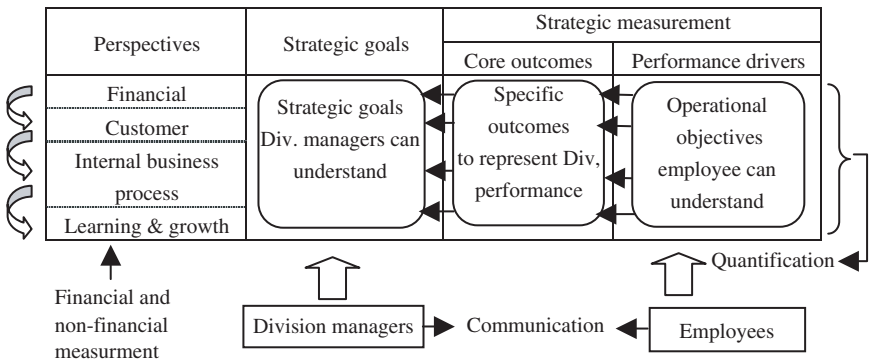 Perspectives
Strategic goals
Strategic measurement
Core outcomes
Performance drivers
Financial
Customer
Internal business
process
Learning & growth
Strategic goals
Div. managers can
understand
Specific
outcomes
to represent Div,
performance
Operational
objectives
employee can
understand
Quantification
Financial and
non-financial
measurment
Division managers
Communication
Employees